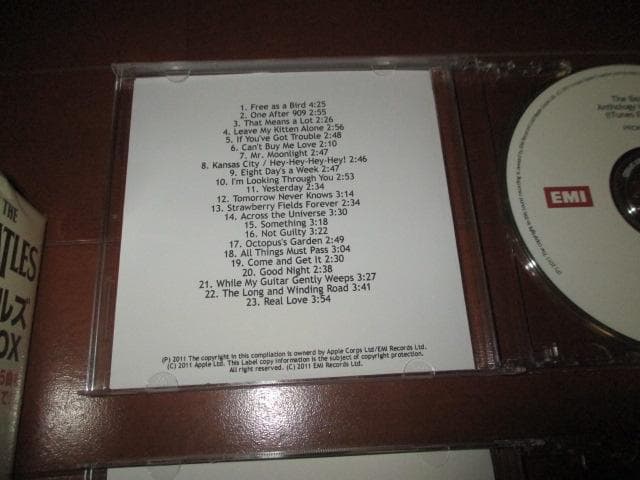 1. Free as a Bird 4:25
2. One After 909 2:55
3. That Means a Lot 2:26
4. Leave My Kitten Alone 2:56
5. If You've Got Trouble 2:48
6. Can't Buy Me Love 2:10
7. Mr. Moonlight 2:47
8. Kansas City / Hey-Hey-Hey-Hey! 2:46
9. Eight Day's a Week 2:47
10. I'm Looking Through You 2:53
11. Yesterday 2:34
12. Tomorrow Never Knows 3:14
13. Strawberry Fields Forever 2:34
14. Across the Universe 3:30
15. Something 3:18
16. Not Guilty 3:22
17. Octopus's Garden 2:49
18. All Things Must Pass 3:04
19. Come and Get It 2:30
20. Good Night 2:38
21. While My Guitar Gently Weeps 3:27
22. The Long and Winding Road 3:41
23. Real Love 3:54
(P) 2011 The copyright in this compilation is ownerd by Apple Corps Ltd/EMI Records Ltd.
(C) 2011 Apple Ltd. This Label copy information is the subject of copyright protection.
All right reserved. (C) 2011 EMI Records Ltd.
The
Anthology
EMI
THE
TLES
ルズ
OX